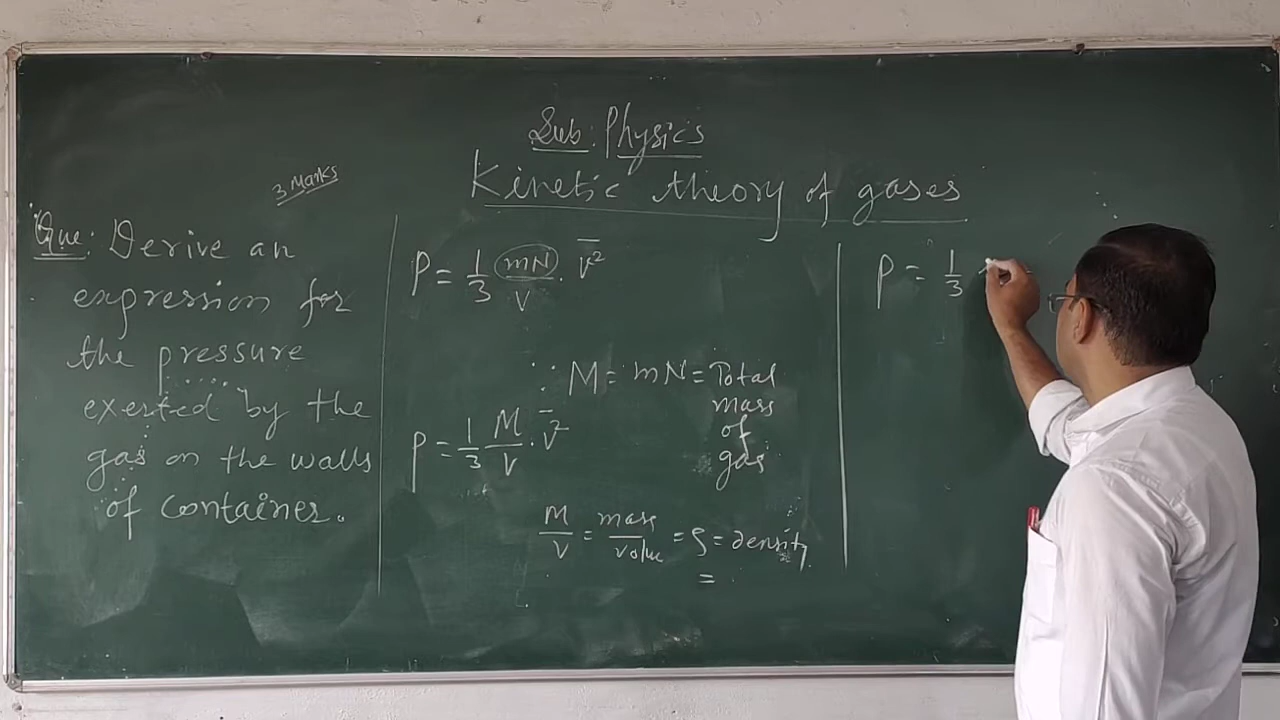 Sub: Physics
Kinetic theory of gases
3 Marks
Que: Derive an
expression for
the pressure
exerted by the
gas on the walls
of container.
P = 1/3 mN/V . v̅²
∵ M = mN = Total
mass
of
gas
P = 1/3 M/V . v̅²
M/V = mass/volue = ρ = density
=
P = 1/3